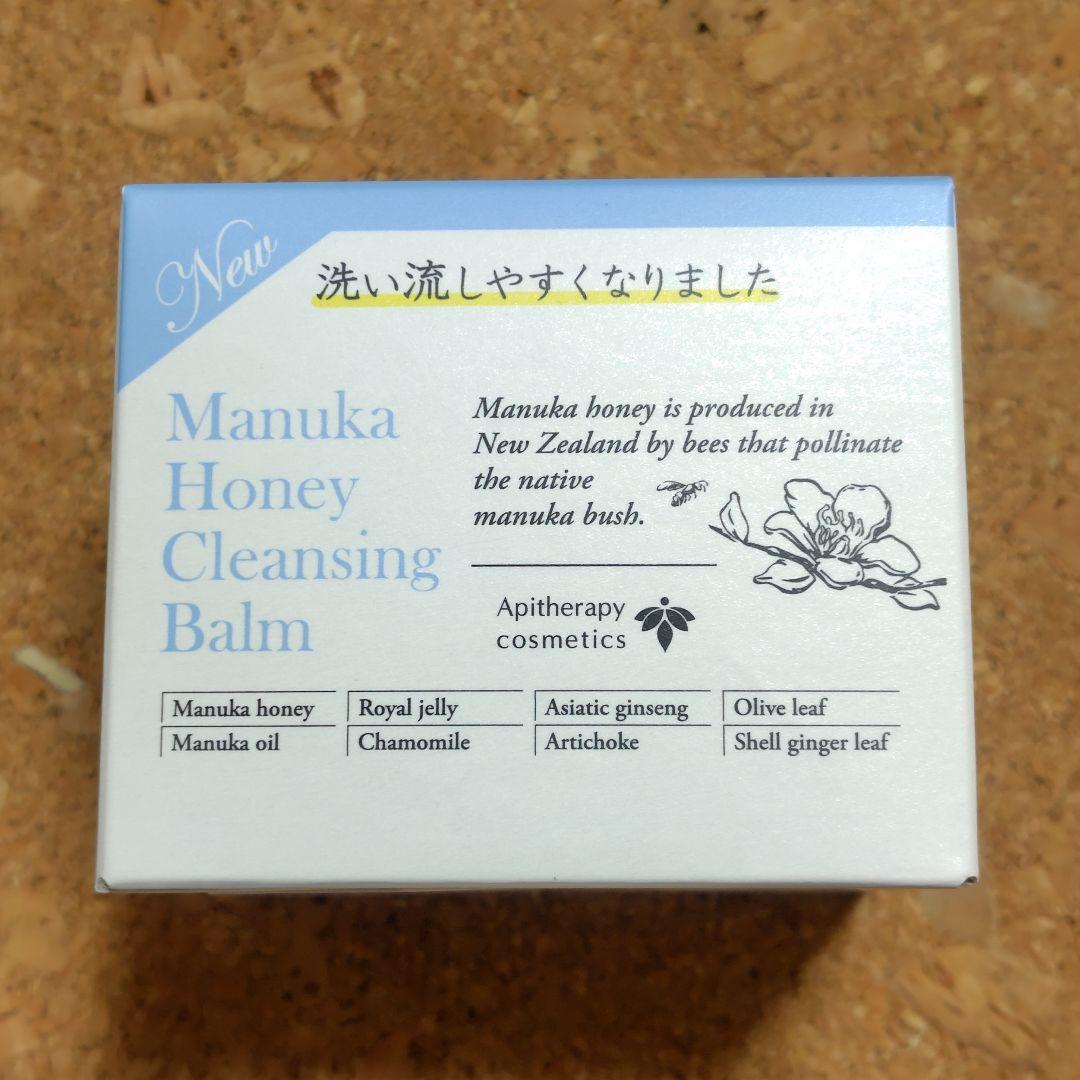 New
洗い流しやすくなりました
Manuka
Honey
Cleansing
Balm
Manuka honey is produced in
New Zealand by bees that pollinate
the native
manuka bush.
Apitherapy
cosmetics
Manuka honey Royal jelly Asiatic ginseng Olive leaf
Manuka oil Chamomile Artichoke Shell ginger leaf